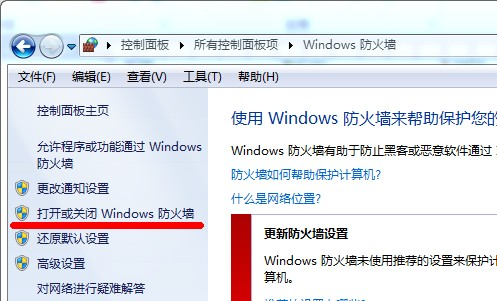 控制面板 ▸ 所有控制面板项 ▸ Windows 防火墙
文件(F) 编辑(E) 查看(V) 工具(T) 帮助(H)
控制面板主页
允许程序或功能通过 Windows
防火墙
更改通知设置
打开或关闭 Windows 防火墙
还原默认设置
高级设置
对网络进行疑难解答
使用 Windows 防火墙来帮助保护您的
Windows 防火墙有助于防止黑客或恶意软件通过 I
防火墙如何帮助保护计算机?
什么是网络位置?
更新防火墙设置
Windows 防火墙未使用推荐的设置来保护计
算机。